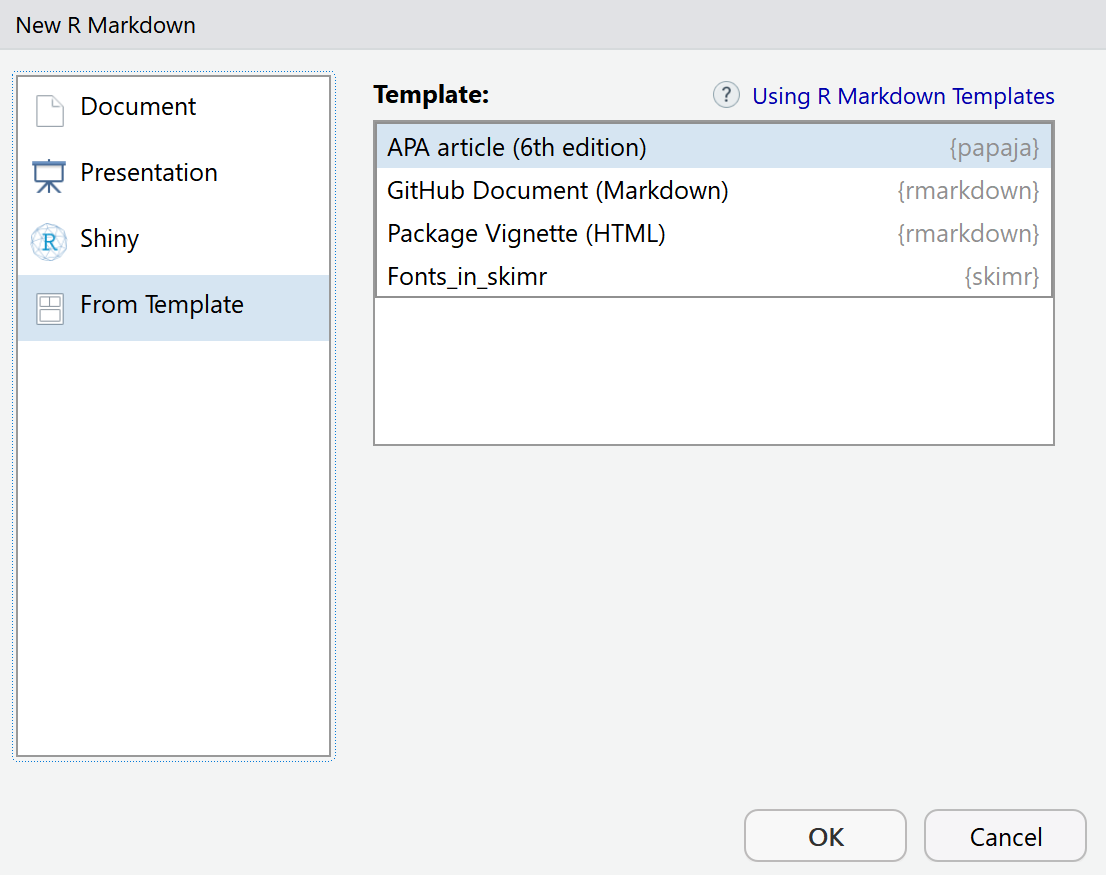 New R Markdown
Document
Presentation
R Shiny
From Template
Template:
? Using R Markdown Templates
APA article (6th edition) {papaja}
GitHub Document (Markdown) {rmarkdown}
Package Vignette (HTML) {rmarkdown}
Fonts_in_skimr {skimr}
OK Cancel